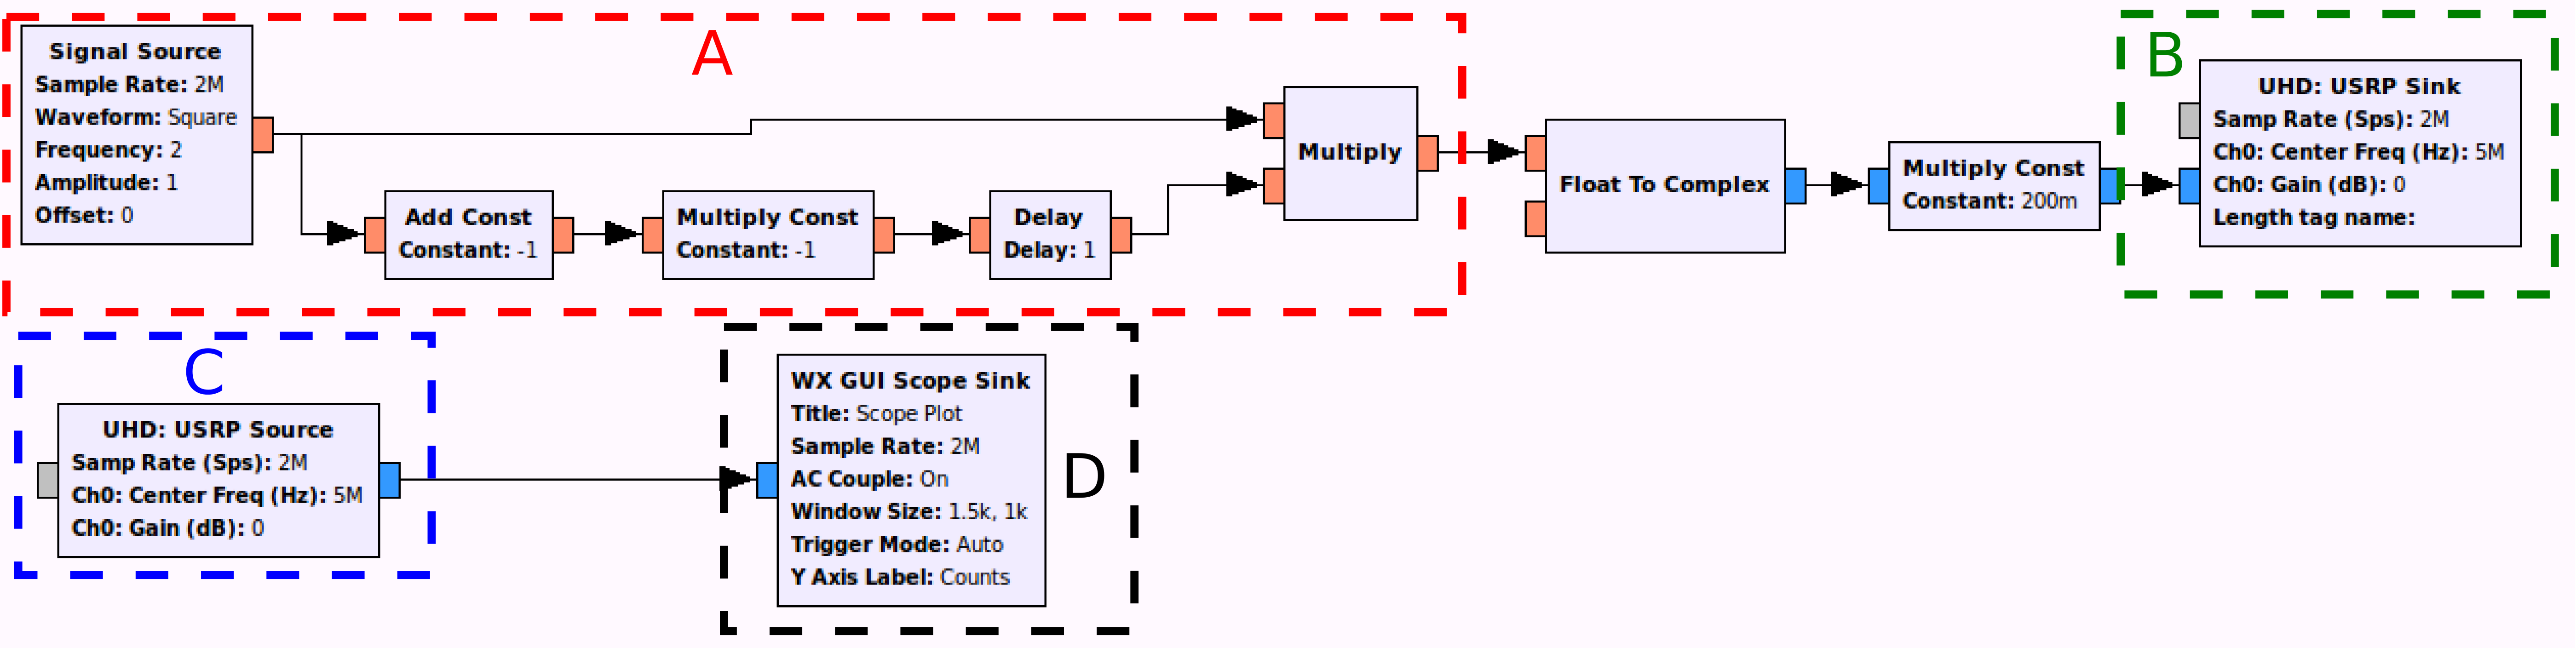 A
Signal Source
Sample Rate: 2M
Waveform: Square
Frequency: 2
Amplitude: 1
Offset: 0
Add Const
Constant: -1
Multiply Const
Constant: -1
Delay
Delay: 1
Multiply
Float To Complex
Multiply Const
Constant: 200m
B
UHD: USRP Sink
Samp Rate (Sps): 2M
Ch0: Center Freq (Hz): 5M
Ch0: Gain (dB): 0
Length tag name:
C
UHD: USRP Source
Samp Rate (Sps): 2M
Ch0: Center Freq (Hz): 5M
Ch0: Gain (dB): 0
WX GUI Scope Sink
Title: Scope Plot
Sample Rate: 2M
AC Couple: On
Window Size: 1.5k, 1k
Trigger Mode: Auto
Y Axis Label: Counts
D